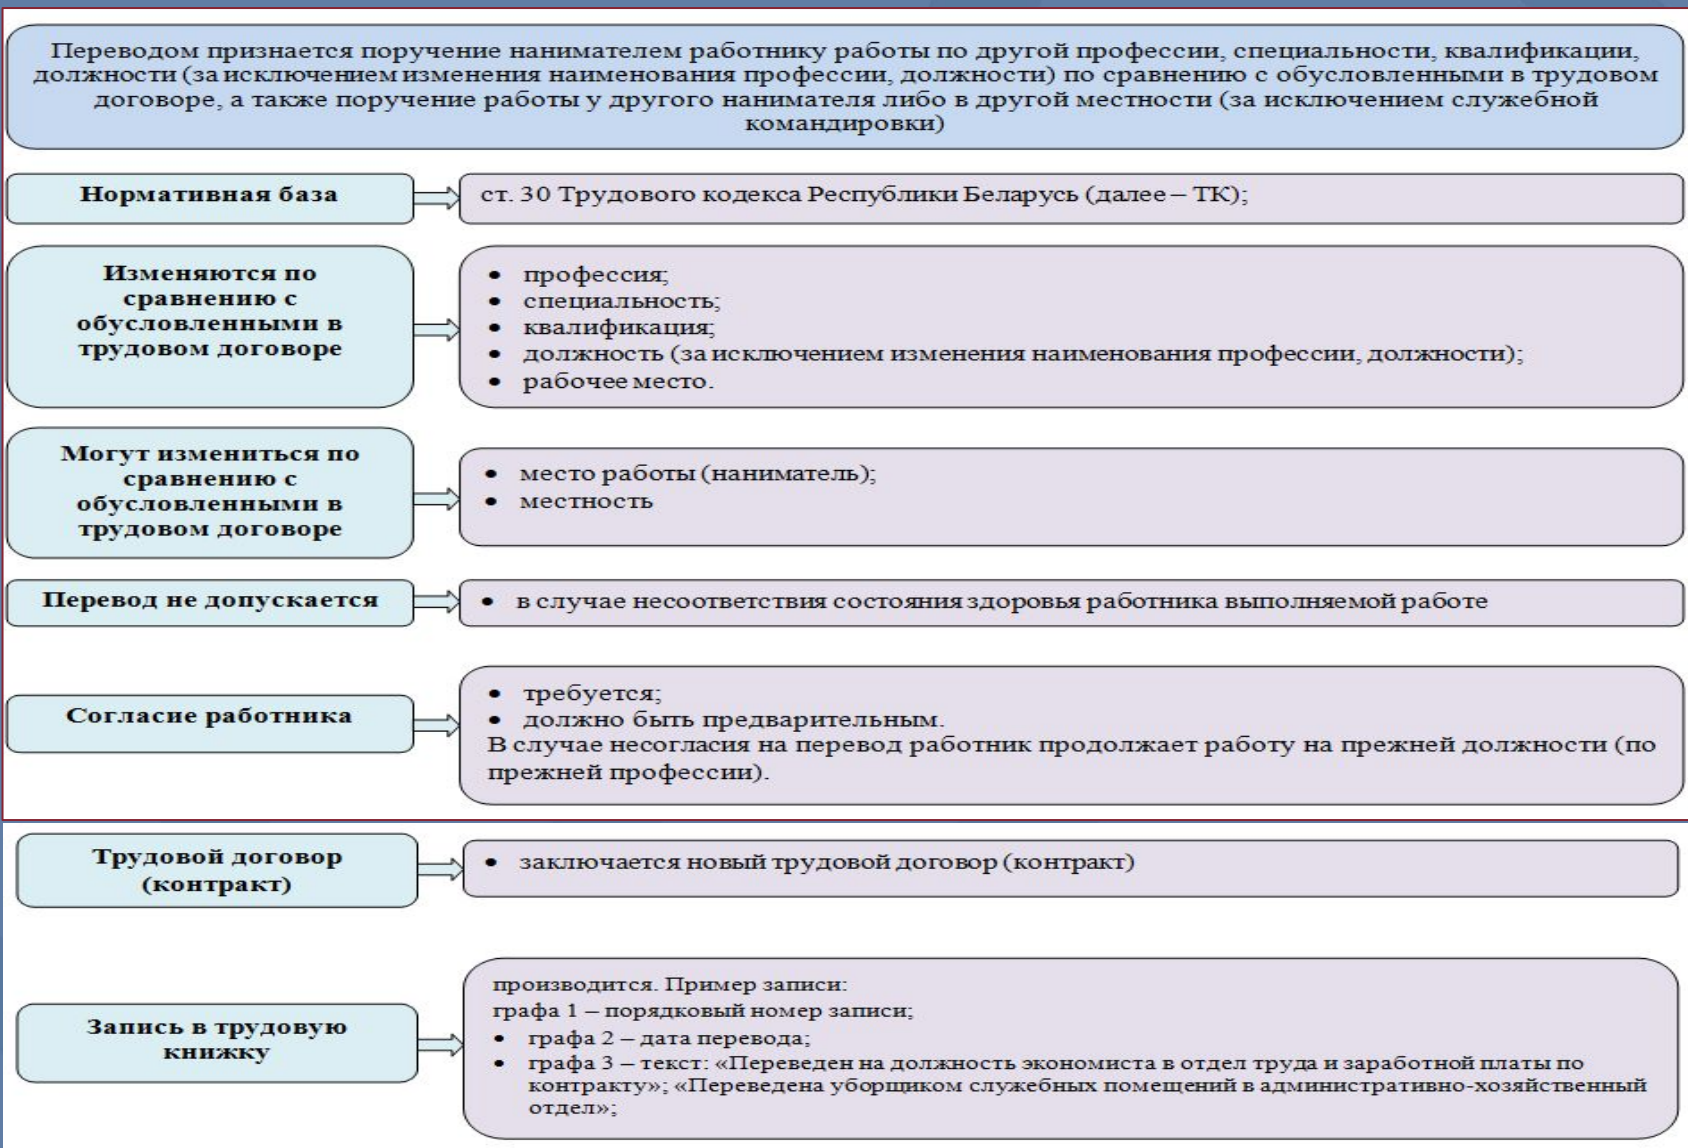 Переводом признается поручение нанимателем работнику работы по другой профессии, специальности, квалификации,
должности (за исключением изменения наименования профессии, должности) по сравнению с обусловленными в трудовом
договоре, а также поручение работы у другого нанимателя либо в другой местности (за исключением служебной
командировки)
Нормативная база
ст. 30 Трудового кодекса Республики Беларусь (далее – ТК);
Изменяются по
сравнению с
обусловленными в
трудовом договоре
• профессия;
• специальность;
• квалификация;
• должность (за исключением изменения наименования профессии, должности);
• рабочее место.
Могут измениться по
сравнению с
обусловленными в
трудовом договоре
• место работы (наниматель);
• местность
Перевод не допускается
• в случае несоответствия состояния здоровья работника выполняемой работе
Согласие работника
• требуется;
• должно быть предварительным.
В случае несогласия на перевод работник продолжает работу на прежней должности (по
прежней профессии).
Трудовой договор
(контракт)
• заключается новый трудовой договор (контракт)
Запись в трудовую
книжку
производится. Пример записи:
графа 1 – порядковый номер записи;
• графа 2 – дата перевода;
• графа 3 – текст: «Переведен на должность экономиста в отдел труда и заработной платы по
контракту»; «Переведена уборщиком служебных помещений в административно-хозяйственный
отдел»;